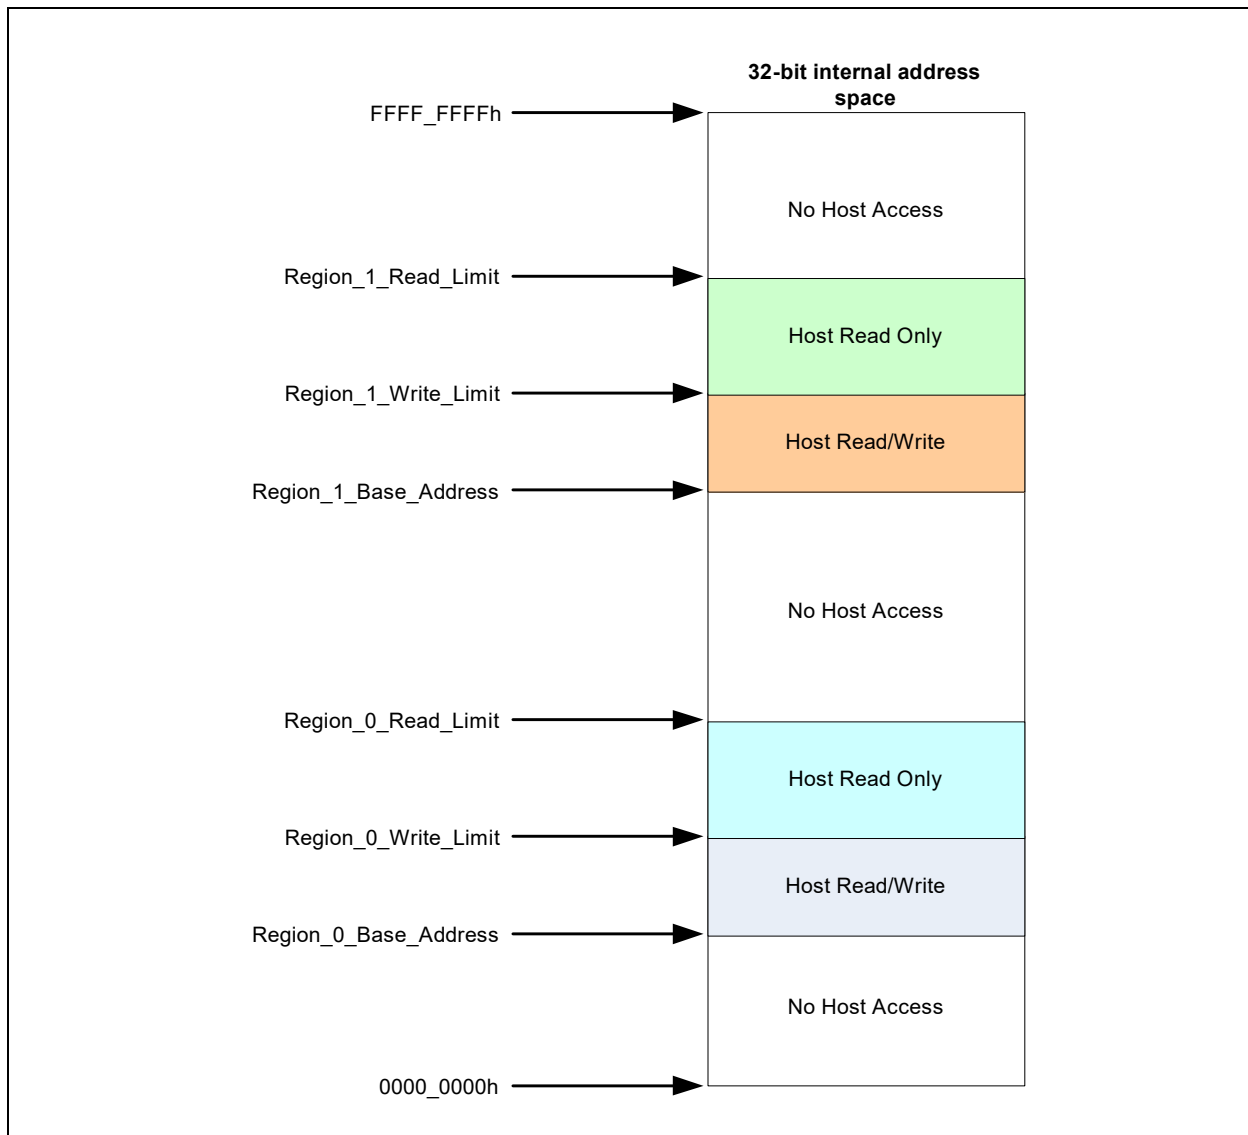 32-bit internal address
space
FFFF_FFFFh
No Host Access
Region_1_Read_Limit
Host Read Only
Region_1_Write_Limit
Host Read/Write
Region_1_Base_Address
No Host Access
Region_0_Read_Limit
Host Read Only
Region_0_Write_Limit
Host Read/Write
Region_0_Base_Address
No Host Access
0000_0000h